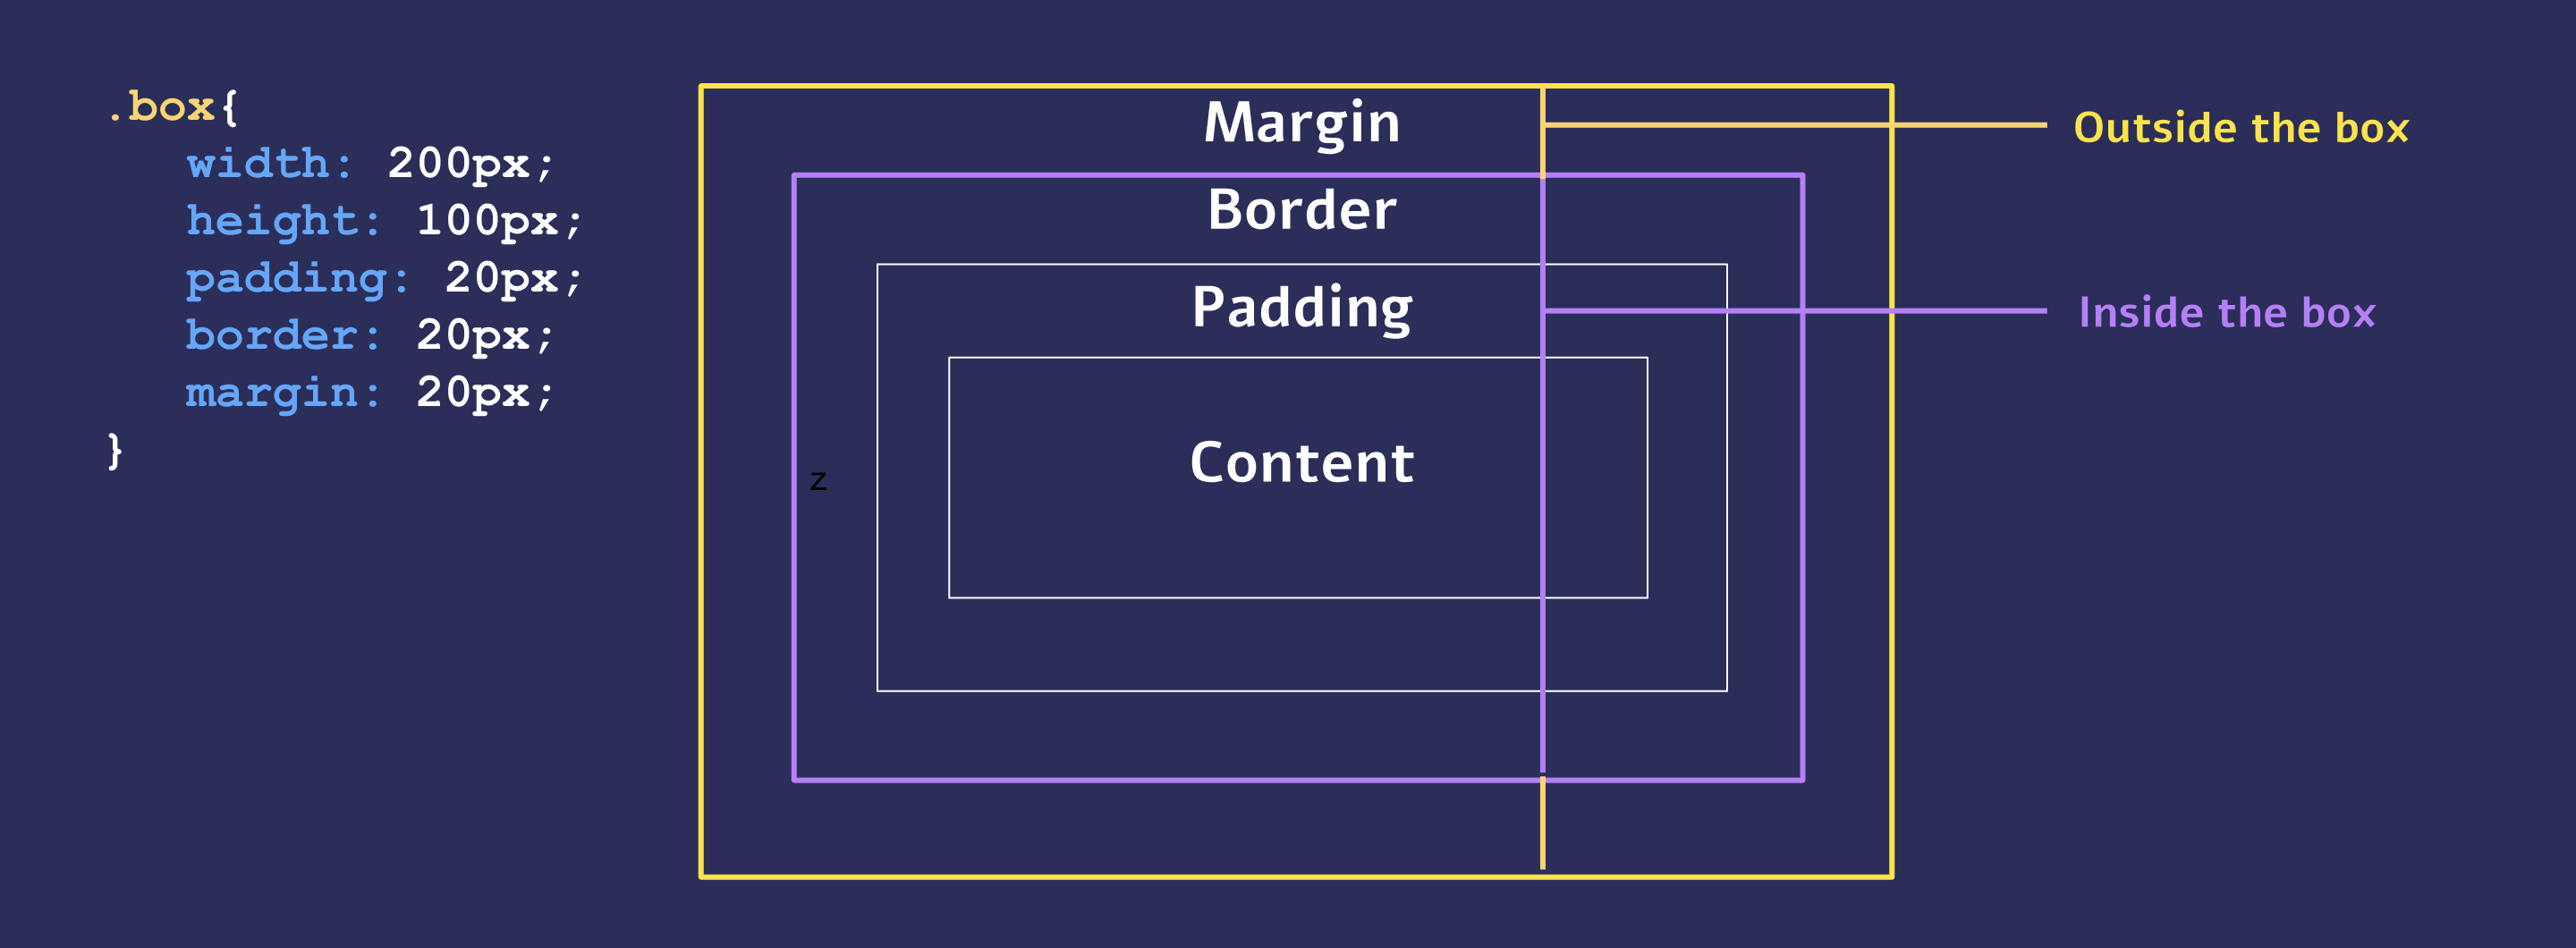 .box{
width: 200px;
height: 100px;
padding: 20px;
border: 20px;
margin: 20px;
}
Margin
Border
Padding
Content
z
Outside the box
Inside the box